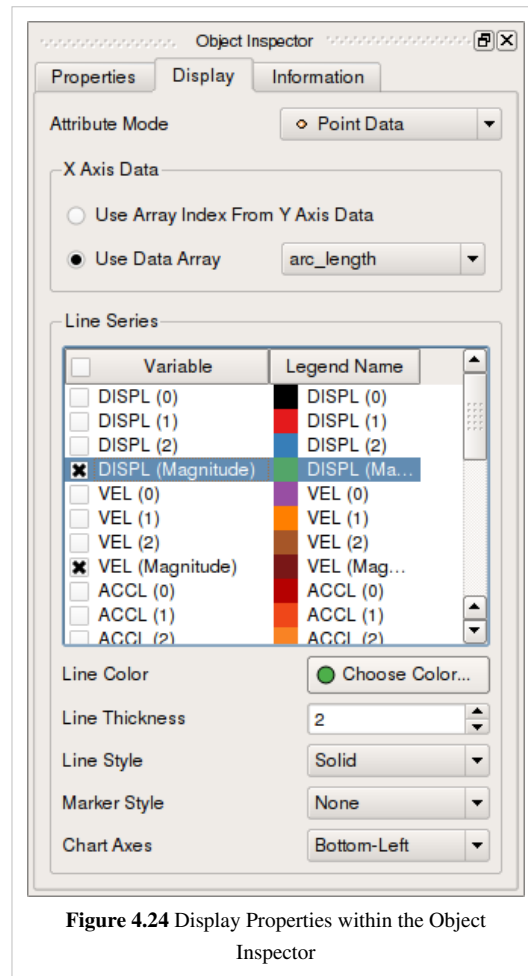 Object Inspector
Properties Display Information
Attribute Mode Point Data
X Axis Data
Use Array Index From Y Axis Data
Use Data Array arc_length
Line Series
Variable Legend Name
DISPL (0) DISPL (0)
DISPL (1) DISPL (1)
DISPL (2) DISPL (2)
DISPL (Magnitude) DISPL (Ma...
VEL (0) VEL (0)
VEL (1) VEL (1)
VEL (2) VEL (2)
VEL (Magnitude) VEL (Mag...
ACCL (0) ACCL (0)
ACCL (1) ACCL (1)
ACCL (2) ACCL (2)
Line Color Choose Color...
Line Thickness 2
Line Style Solid
Marker Style None
Chart Axes Bottom-Left
Figure 4.24 Display Properties within the Object
Inspector